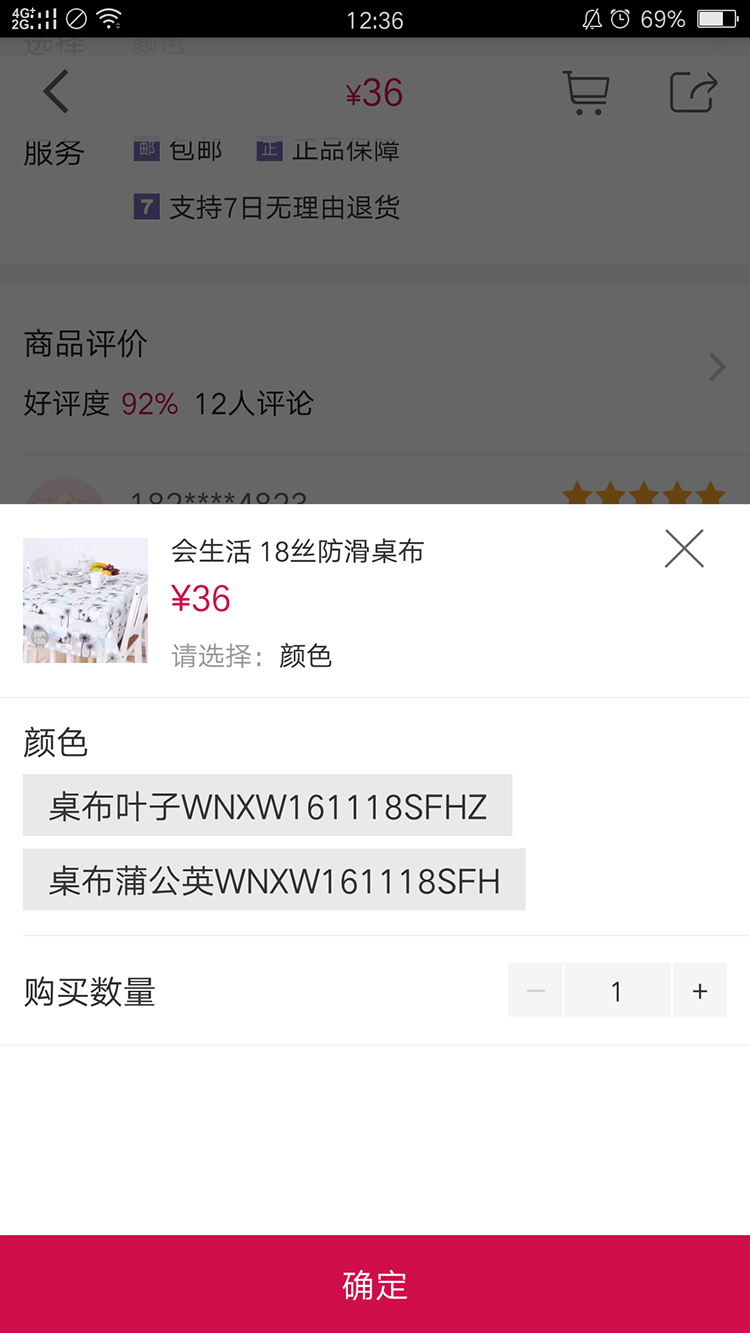 4G+ 2G 12:36 69%
选择 颜色
¥36
服务 邮 包邮 正 正品保障
7 支持7日无理由退货
商品评价
好评度 92% 12人评论
182****4823
会生活 18丝防滑桌布
¥36
请选择: 颜色
颜色
桌布叶子WNXW161118SFHZ
桌布蒲公英WNXW161118SFH
购买数量 － 1 +
确定